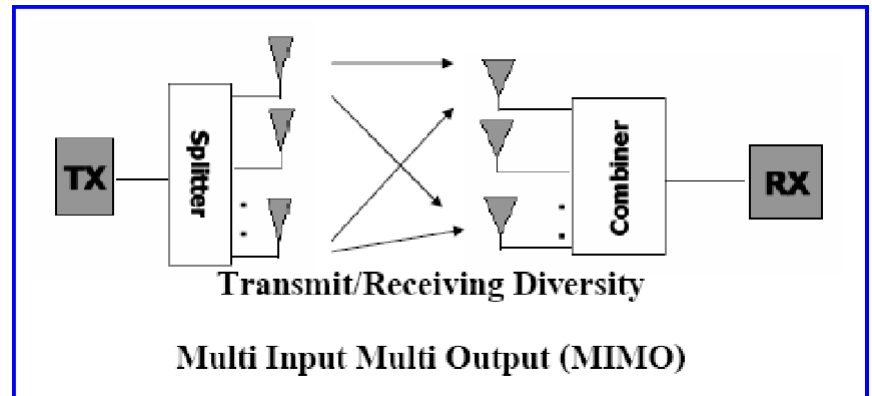 TX
Splitter
Combiner
RX
Transmit/Receiving Diversity
Multi Input Multi Output (MIMO)